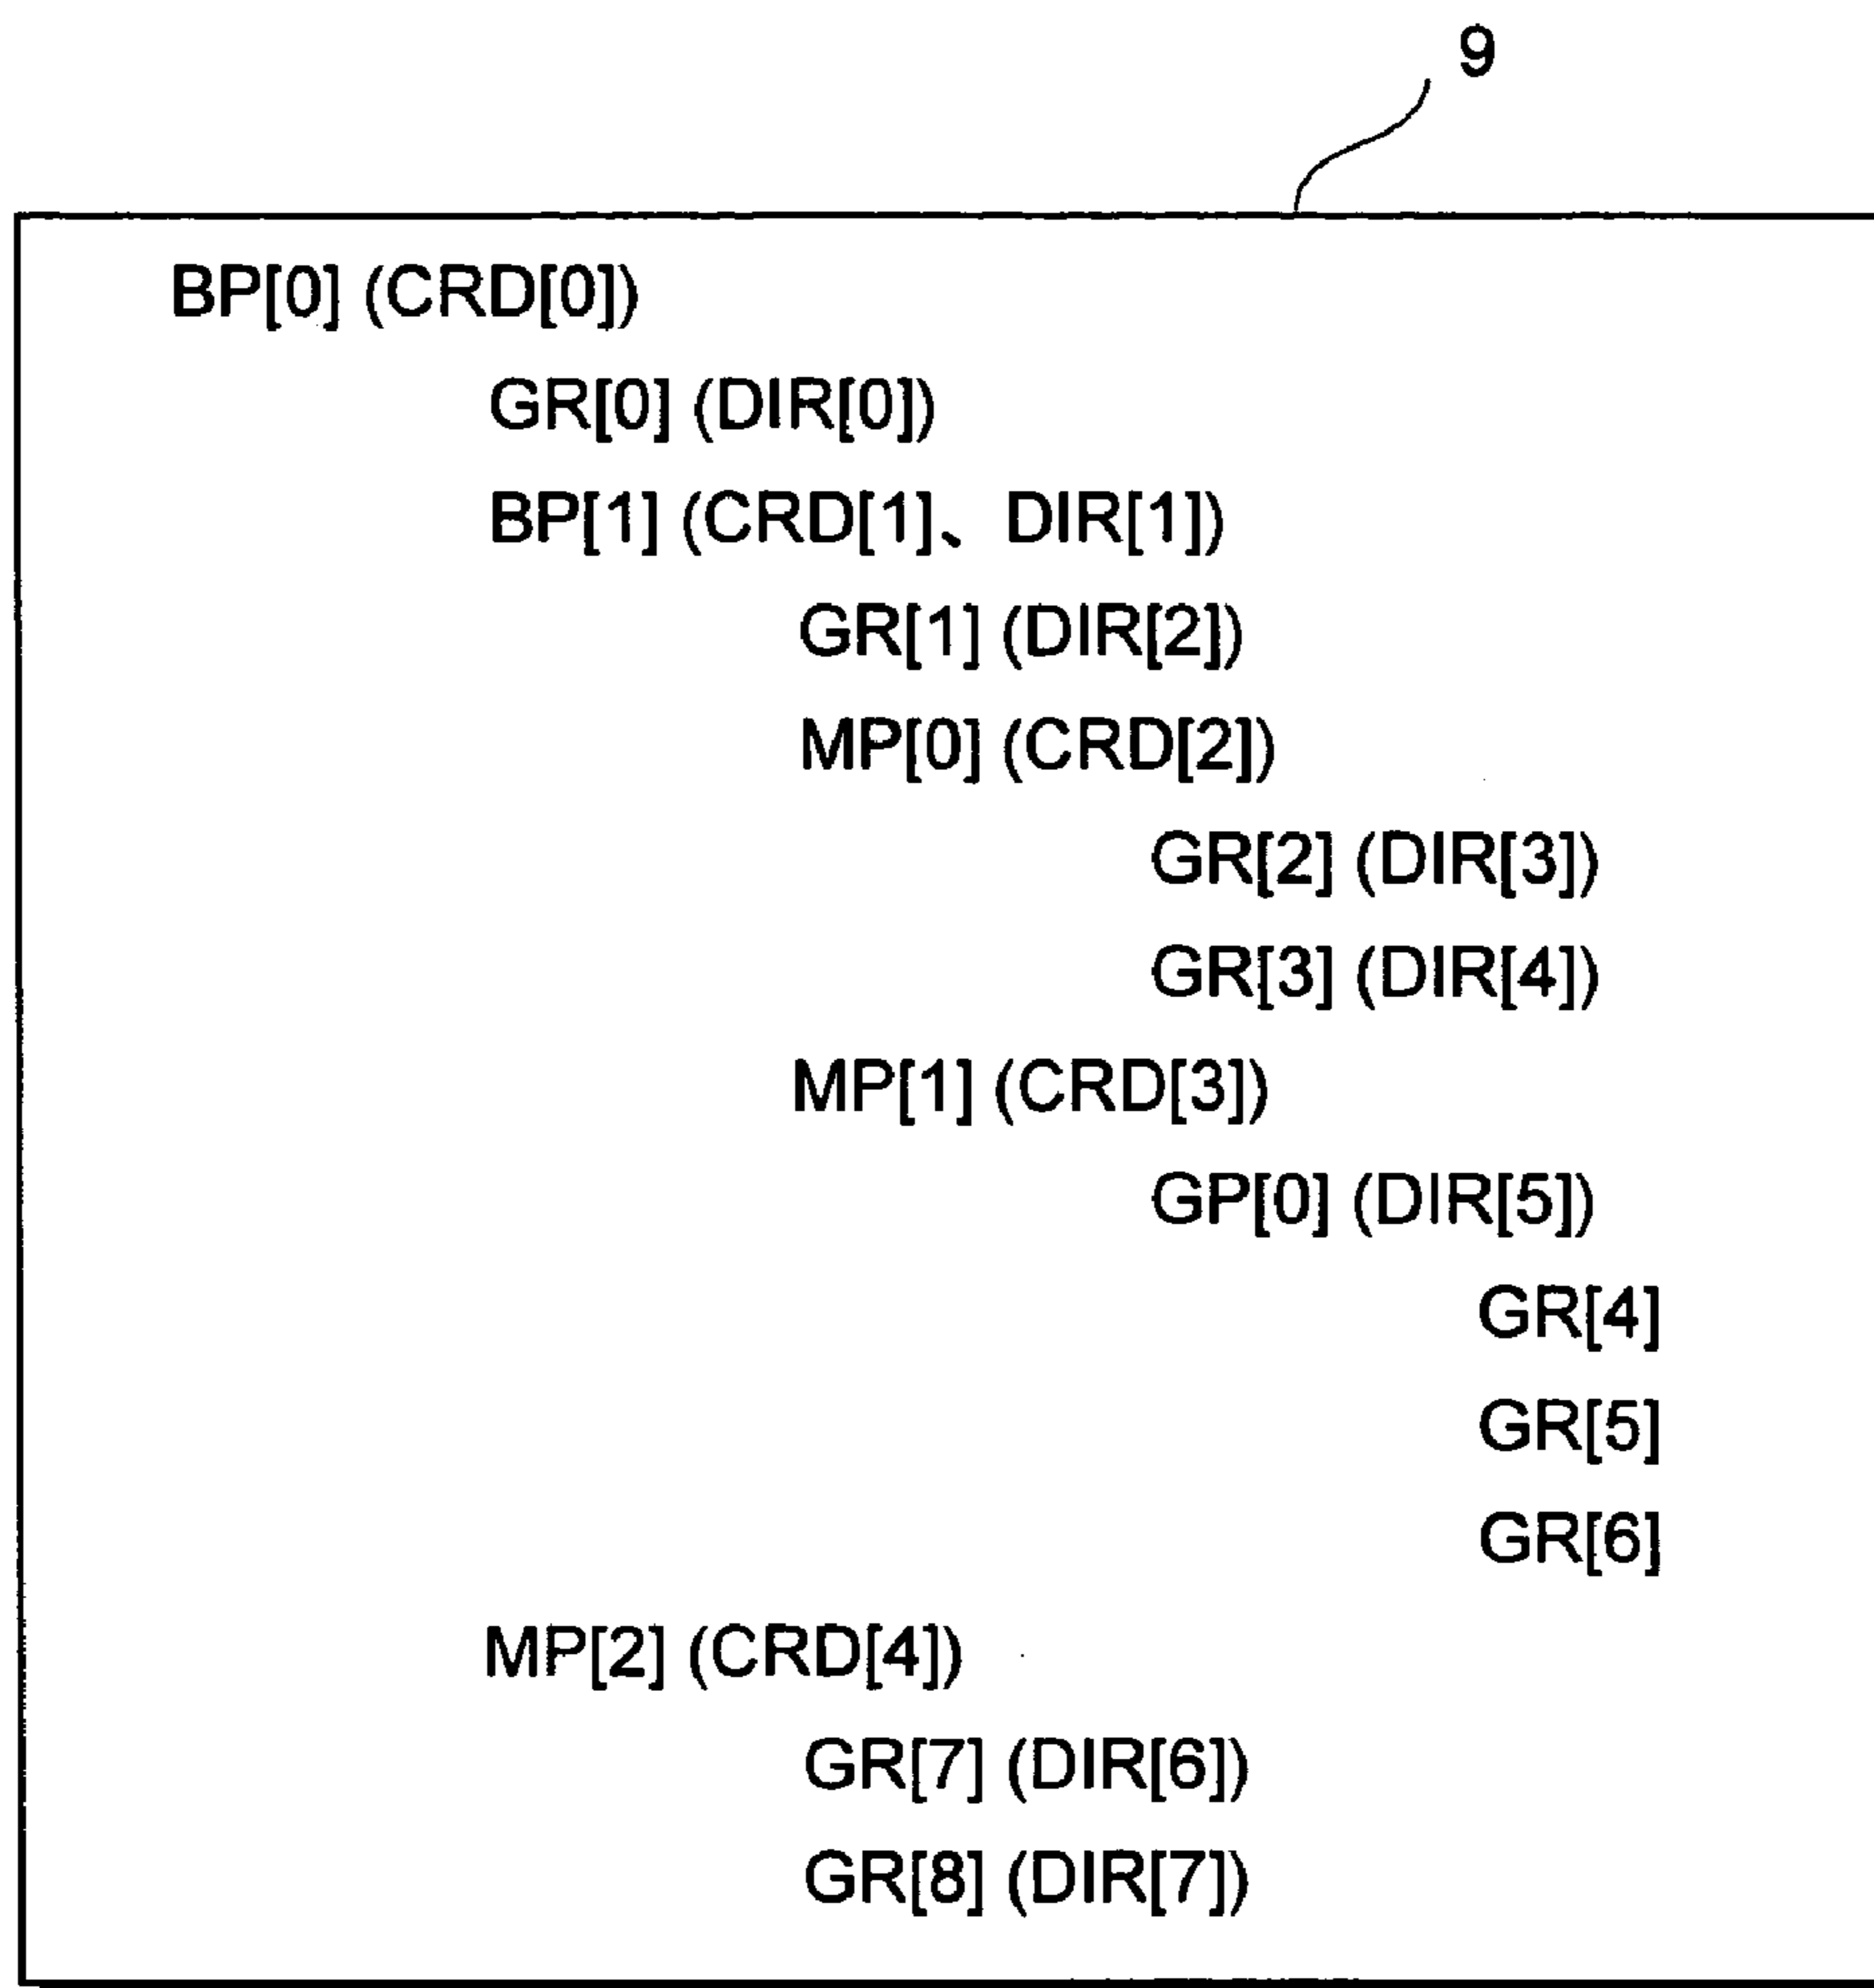 9
BP[0] (CRD[0])
GR[0] (DIR[0])
BP[1] (CRD[1]、 DIR[1])
GR[1] (DIR[2])
MP[0] (CRD[2])
GR[2] (DIR[3])
GR[3] (DIR[4])
MP[1] (CRD[3])
GP[0] (DIR[5])
GR[4]
GR[5]
GR[6]
MP[2] (CRD[4])
GR[7] (DIR[6])
GR[8] (DIR[7])